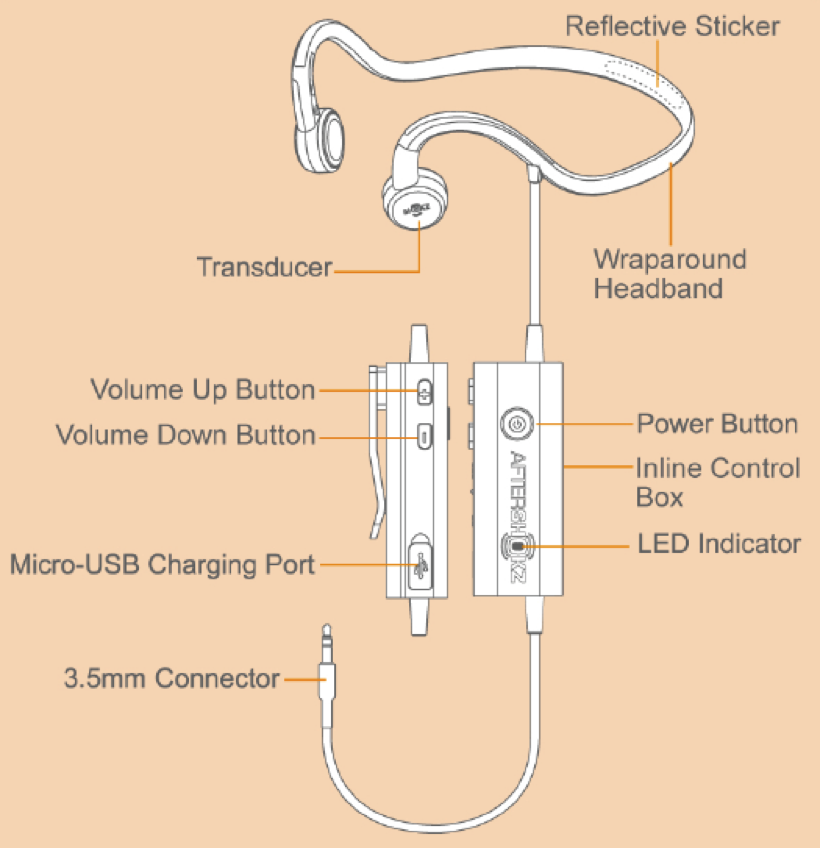 Reflective Sticker
Transducer
Wraparound
Headband
Volume Up Button
Volume Down Button
Power Button
Inline Control
Box
AFTERSHOKZ
LED Indicator
Micro-USB Charging Port
3.5mm Connector